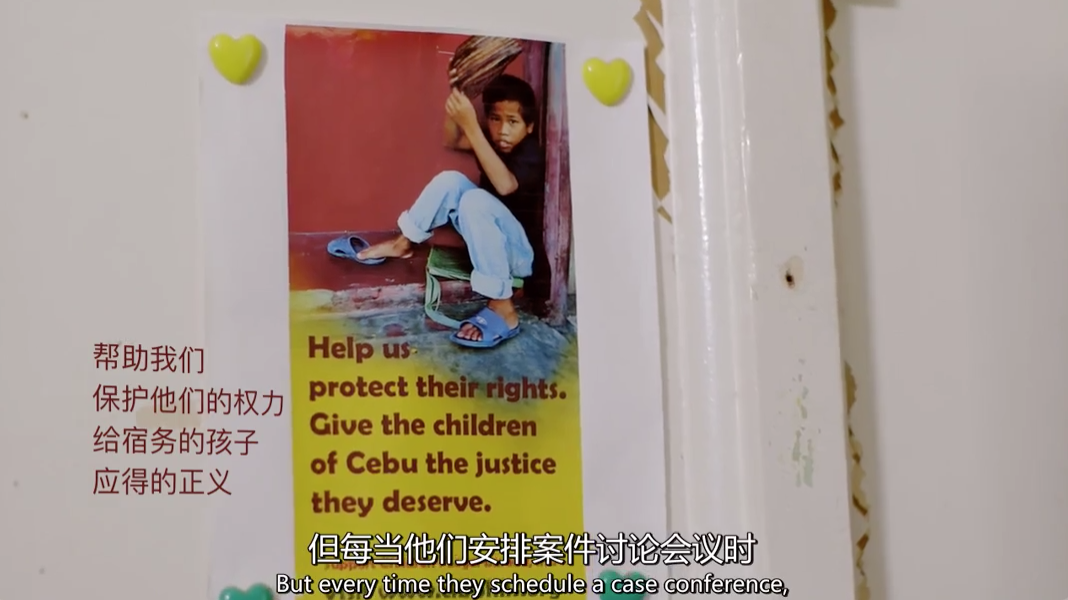 Help us
protect their rights.
Give the children
of Cebu the justice
they deserve.
帮助我们
保护他们的权力
给宿务的孩子
应得的正义
但每当他们安排案件讨论会议时
But every time they schedule a case conference,